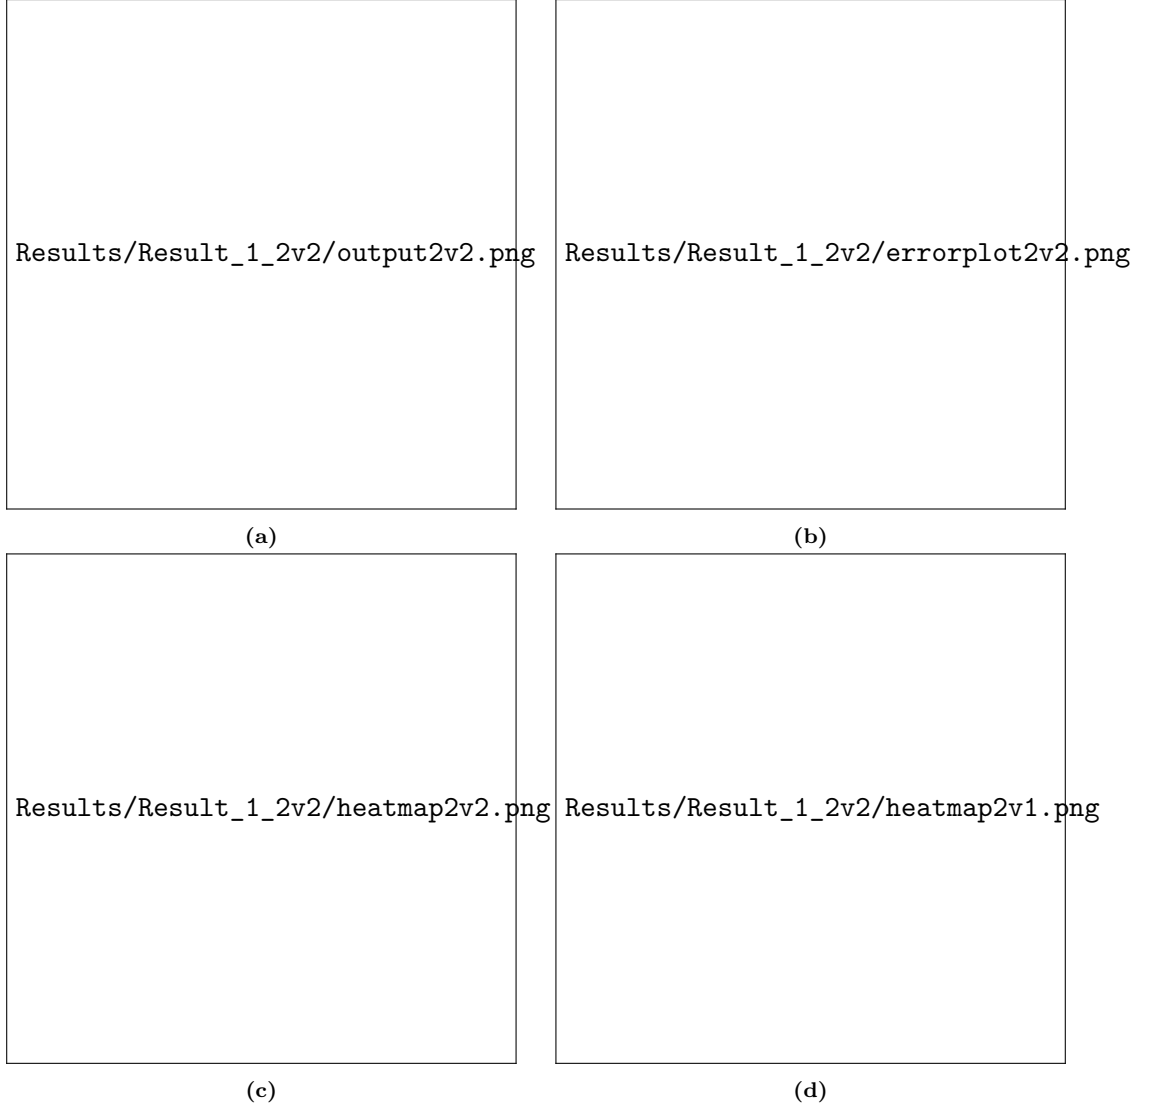 Results/Result_1_2v2/output2v2.png
Results/Result_1_2v2/errorplot2v2.png
(a)
(b)
Results/Result_1_2v2/heatmap2v2.png
Results/Result_1_2v2/heatmap2v1.png
(c)
(d)